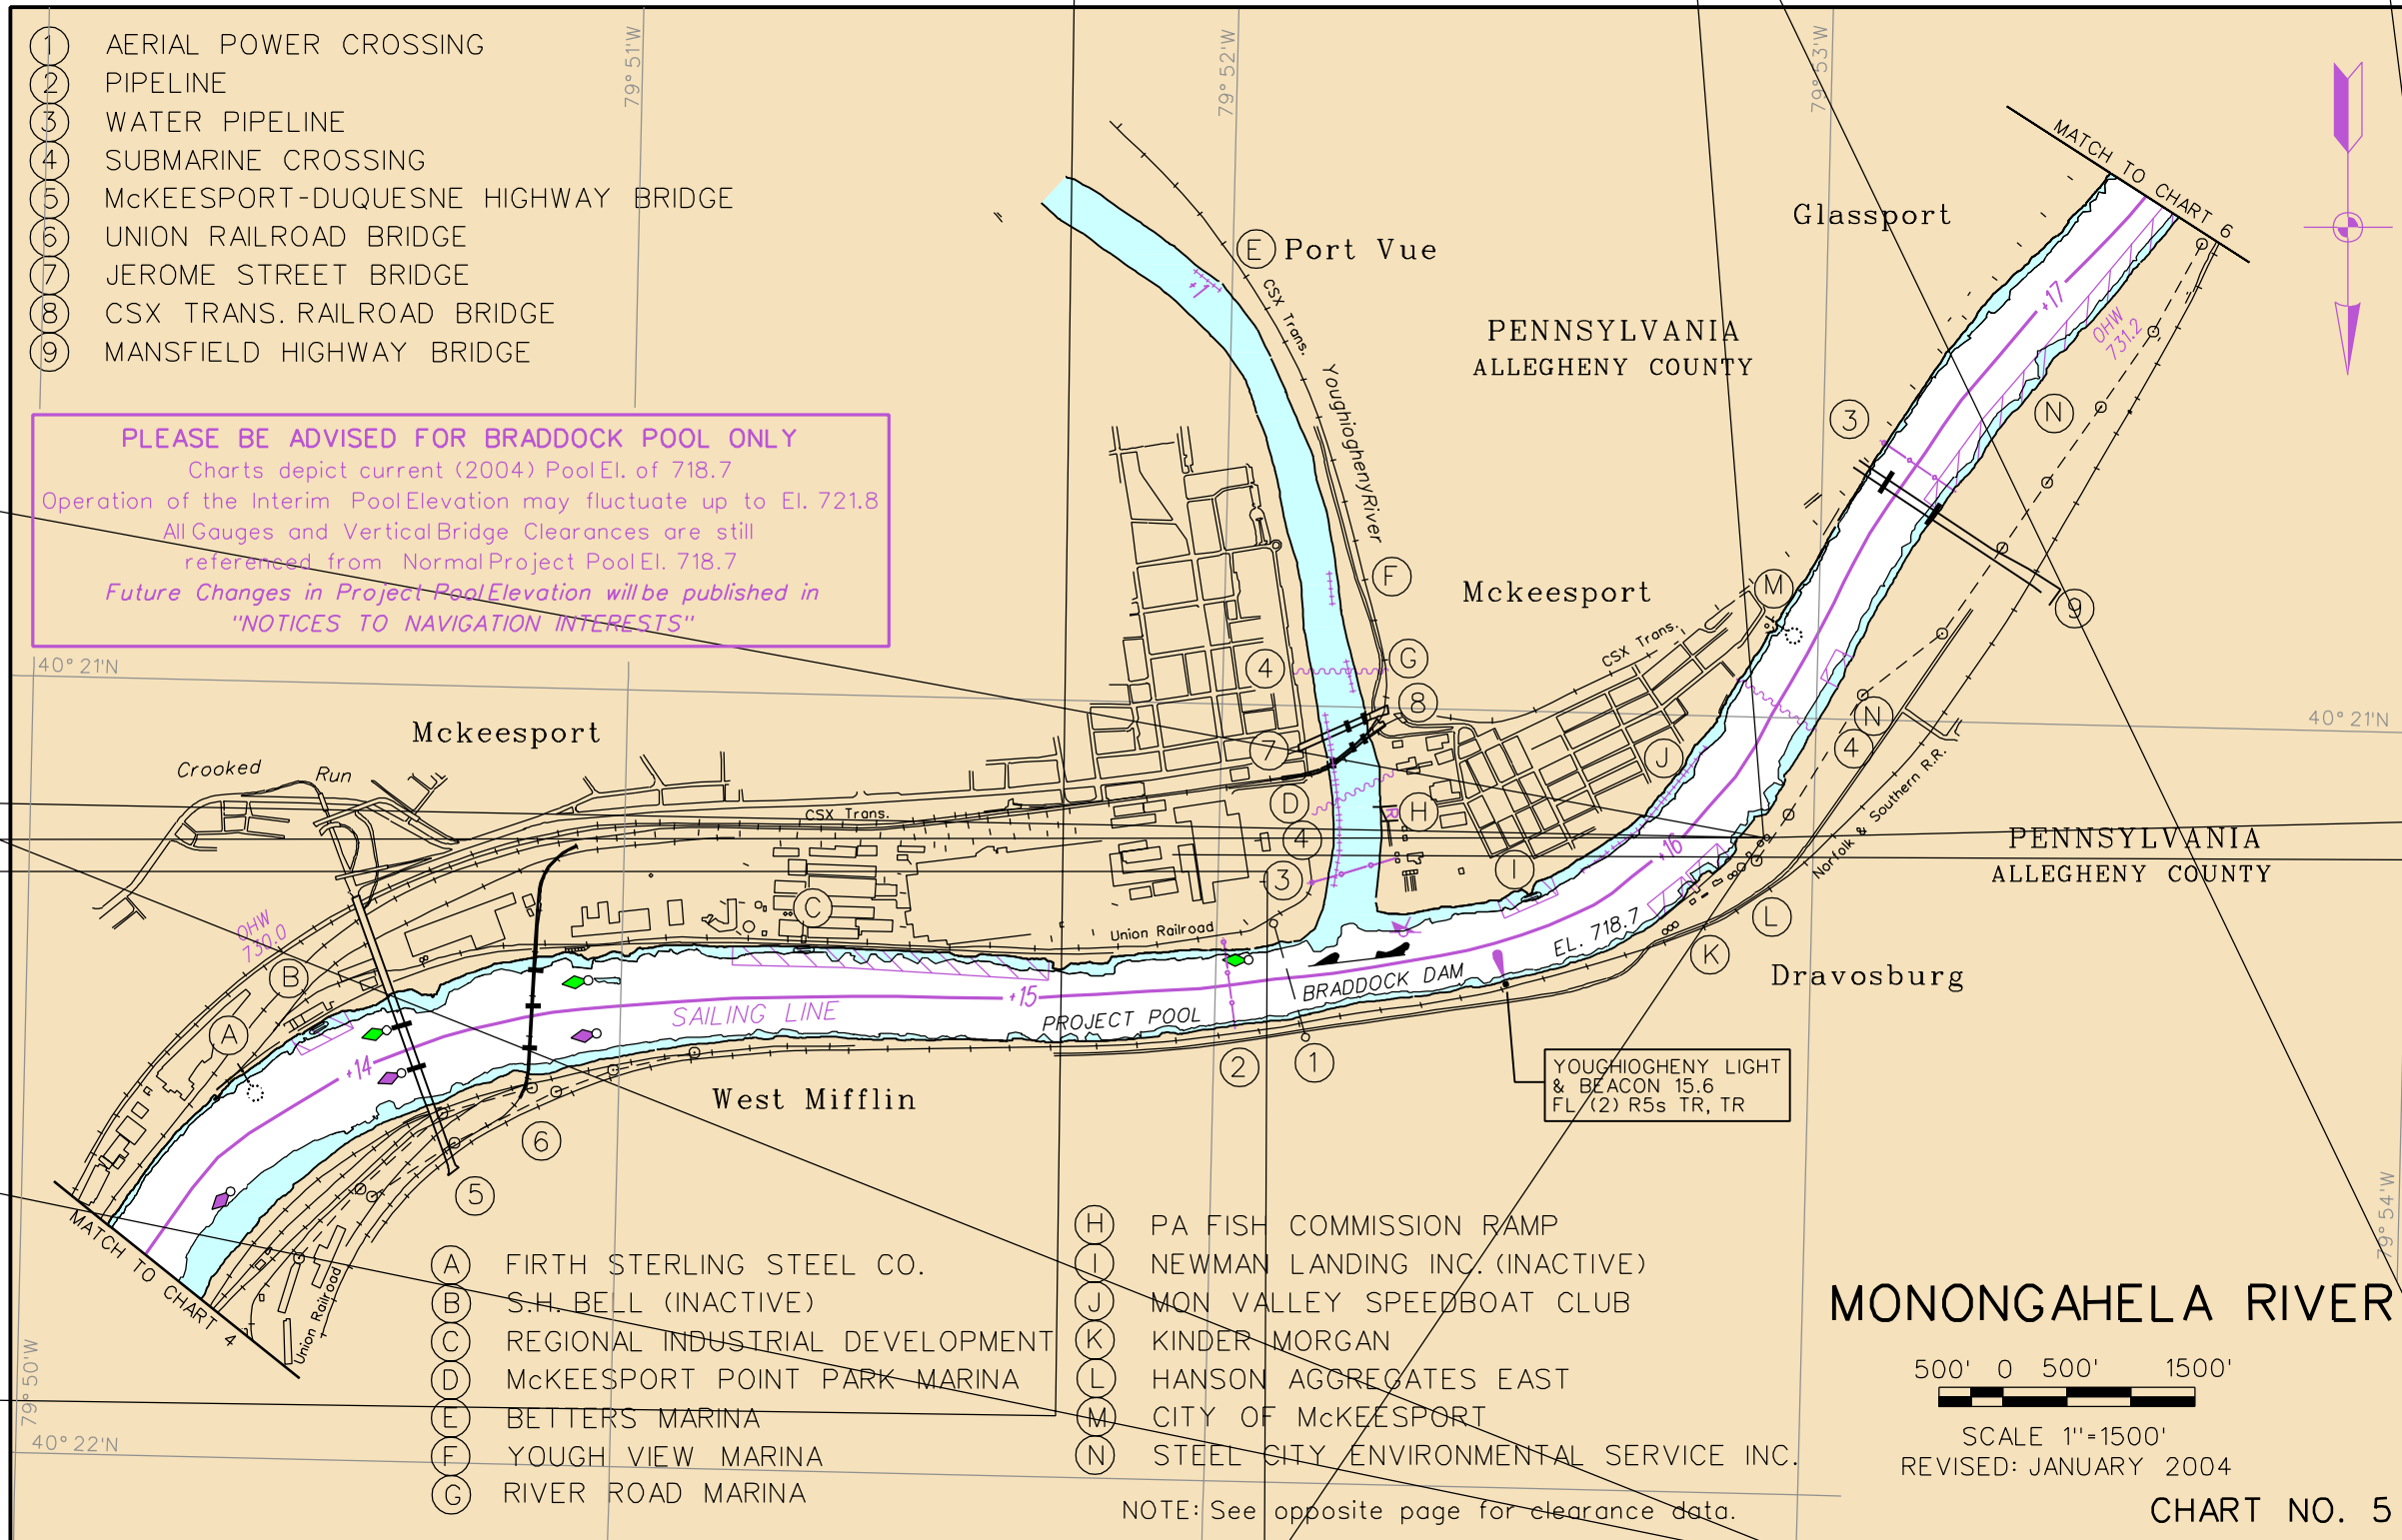 1 AERIAL POWER CROSSING
2 PIPELINE
3 WATER PIPELINE
4 SUBMARINE CROSSING
5 McKEESPORT-DUQUESNE HIGHWAY BRIDGE
6 UNION RAILROAD BRIDGE
7 JEROME STREET BRIDGE
8 CSX TRANS. RAILROAD BRIDGE
9 MANSFIELD HIGHWAY BRIDGE
79° 51'W
79° 52'W
79° 53'W
MATCH TO CHART 6
Glassport
E Port Vue
+1
CSX Trans.
Youghiogheny River
PENNSYLVANIA
ALLEGHENY COUNTY
+17
OHW
731.2
3
N
PLEASE BE ADVISED FOR BRADDOCK POOL ONLY
Charts depict current (2004) Pool El. of 718.7
Operation of the Interim Pool Elevation may fluctuate up to El. 721.8
All Gauges and Vertical Bridge Clearances are still
referenced from Normal Project Pool El. 718.7
Future Changes in Project Pool Elevation will be published in
"NOTICES TO NAVIGATION INTERESTS"
F
Mckeesport
M
9
CSX Trans.
40° 21'N
4
G
8
7
J
N
4
40° 21'N
Mckeesport
Crooked Run
CSX Trans.
D
R
H
4
3
I
+16
Norfolk & Southern R.R.
PENNSYLVANIA
ALLEGHENY COUNTY
C
OHW
730.0
B
A
Union Railroad
L
K
EL. 718.7
BRADDOCK DAM
PROJECT POOL
Dravosburg
+15
SAILING LINE
+14
2
1
West Mifflin
6
5
YOUGHIOGHENY LIGHT
& BEACON 15.6
FL (2) R5s TR, TR
MATCH TO CHART 4
Union Railroad
79° 50'W
79° 54'W
A FIRTH STERLING STEEL CO.
B S.H. BELL (INACTIVE)
C REGIONAL INDUSTRIAL DEVELOPMENT
D McKEESPORT POINT PARK MARINA
E BETTERS MARINA
F YOUGH VIEW MARINA
G RIVER ROAD MARINA
H PA FISH COMMISSION RAMP
I NEWMAN LANDING INC. (INACTIVE)
J MON VALLEY SPEEDBOAT CLUB
K KINDER MORGAN
L HANSON AGGREGATES EAST
M CITY OF McKEESPORT
N STEEL CITY ENVIRONMENTAL SERVICE INC.
40° 22'N
NOTE: See opposite page for clearance data.
MONONGAHELA RIVER
500' 0 500' 1500'
SCALE 1"=1500'
REVISED: JANUARY 2004
CHART NO. 5